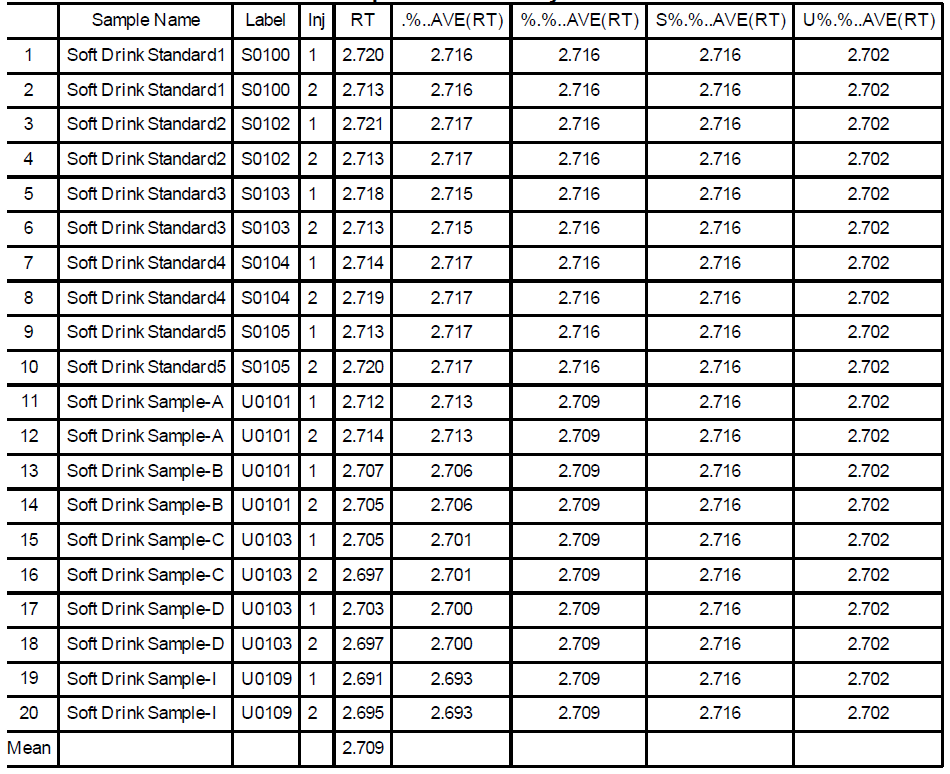 Sample Name Label Inj RT .%..AVE(RT) %.%..AVE(RT) S%.%..AVE(RT) U%.%..AVE(RT)
1 Soft Drink Standard1 S0100 1 2.720 2.716 2.716 2.716 2.702
2 Soft Drink Standard1 S0100 2 2.713 2.716 2.716 2.716 2.702
3 Soft Drink Standard2 S0102 1 2.721 2.717 2.716 2.716 2.702
4 Soft Drink Standard2 S0102 2 2.713 2.717 2.716 2.716 2.702
5 Soft Drink Standard3 S0103 1 2.718 2.715 2.716 2.716 2.702
6 Soft Drink Standard3 S0103 2 2.713 2.715 2.716 2.716 2.702
7 Soft Drink Standard4 S0104 1 2.714 2.717 2.716 2.716 2.702
8 Soft Drink Standard4 S0104 2 2.719 2.717 2.716 2.716 2.702
9 Soft Drink Standard5 S0105 1 2.713 2.717 2.716 2.716 2.702
10 Soft Drink Standard5 S0105 2 2.720 2.717 2.716 2.716 2.702
11 Soft Drink Sample-A U0101 1 2.712 2.713 2.709 2.716 2.702
12 Soft Drink Sample-A U0101 2 2.714 2.713 2.709 2.716 2.702
13 Soft Drink Sample-B U0101 1 2.707 2.706 2.709 2.716 2.702
14 Soft Drink Sample-B U0101 2 2.705 2.706 2.709 2.716 2.702
15 Soft Drink Sample-C U0103 1 2.705 2.701 2.709 2.716 2.702
16 Soft Drink Sample-C U0103 2 2.697 2.701 2.709 2.716 2.702
17 Soft Drink Sample-D U0103 1 2.703 2.700 2.709 2.716 2.702
18 Soft Drink Sample-D U0103 2 2.697 2.700 2.709 2.716 2.702
19 Soft Drink Sample-I U0109 1 2.691 2.693 2.709 2.716 2.702
20 Soft Drink Sample-I U0109 2 2.695 2.693 2.709 2.716 2.702
Mean 2.709